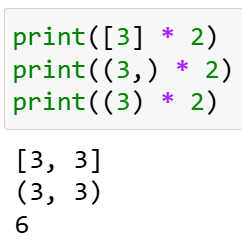 print([3] * 2)
print((3,) * 2)
print((3) * 2)
[3, 3]
(3, 3)
6